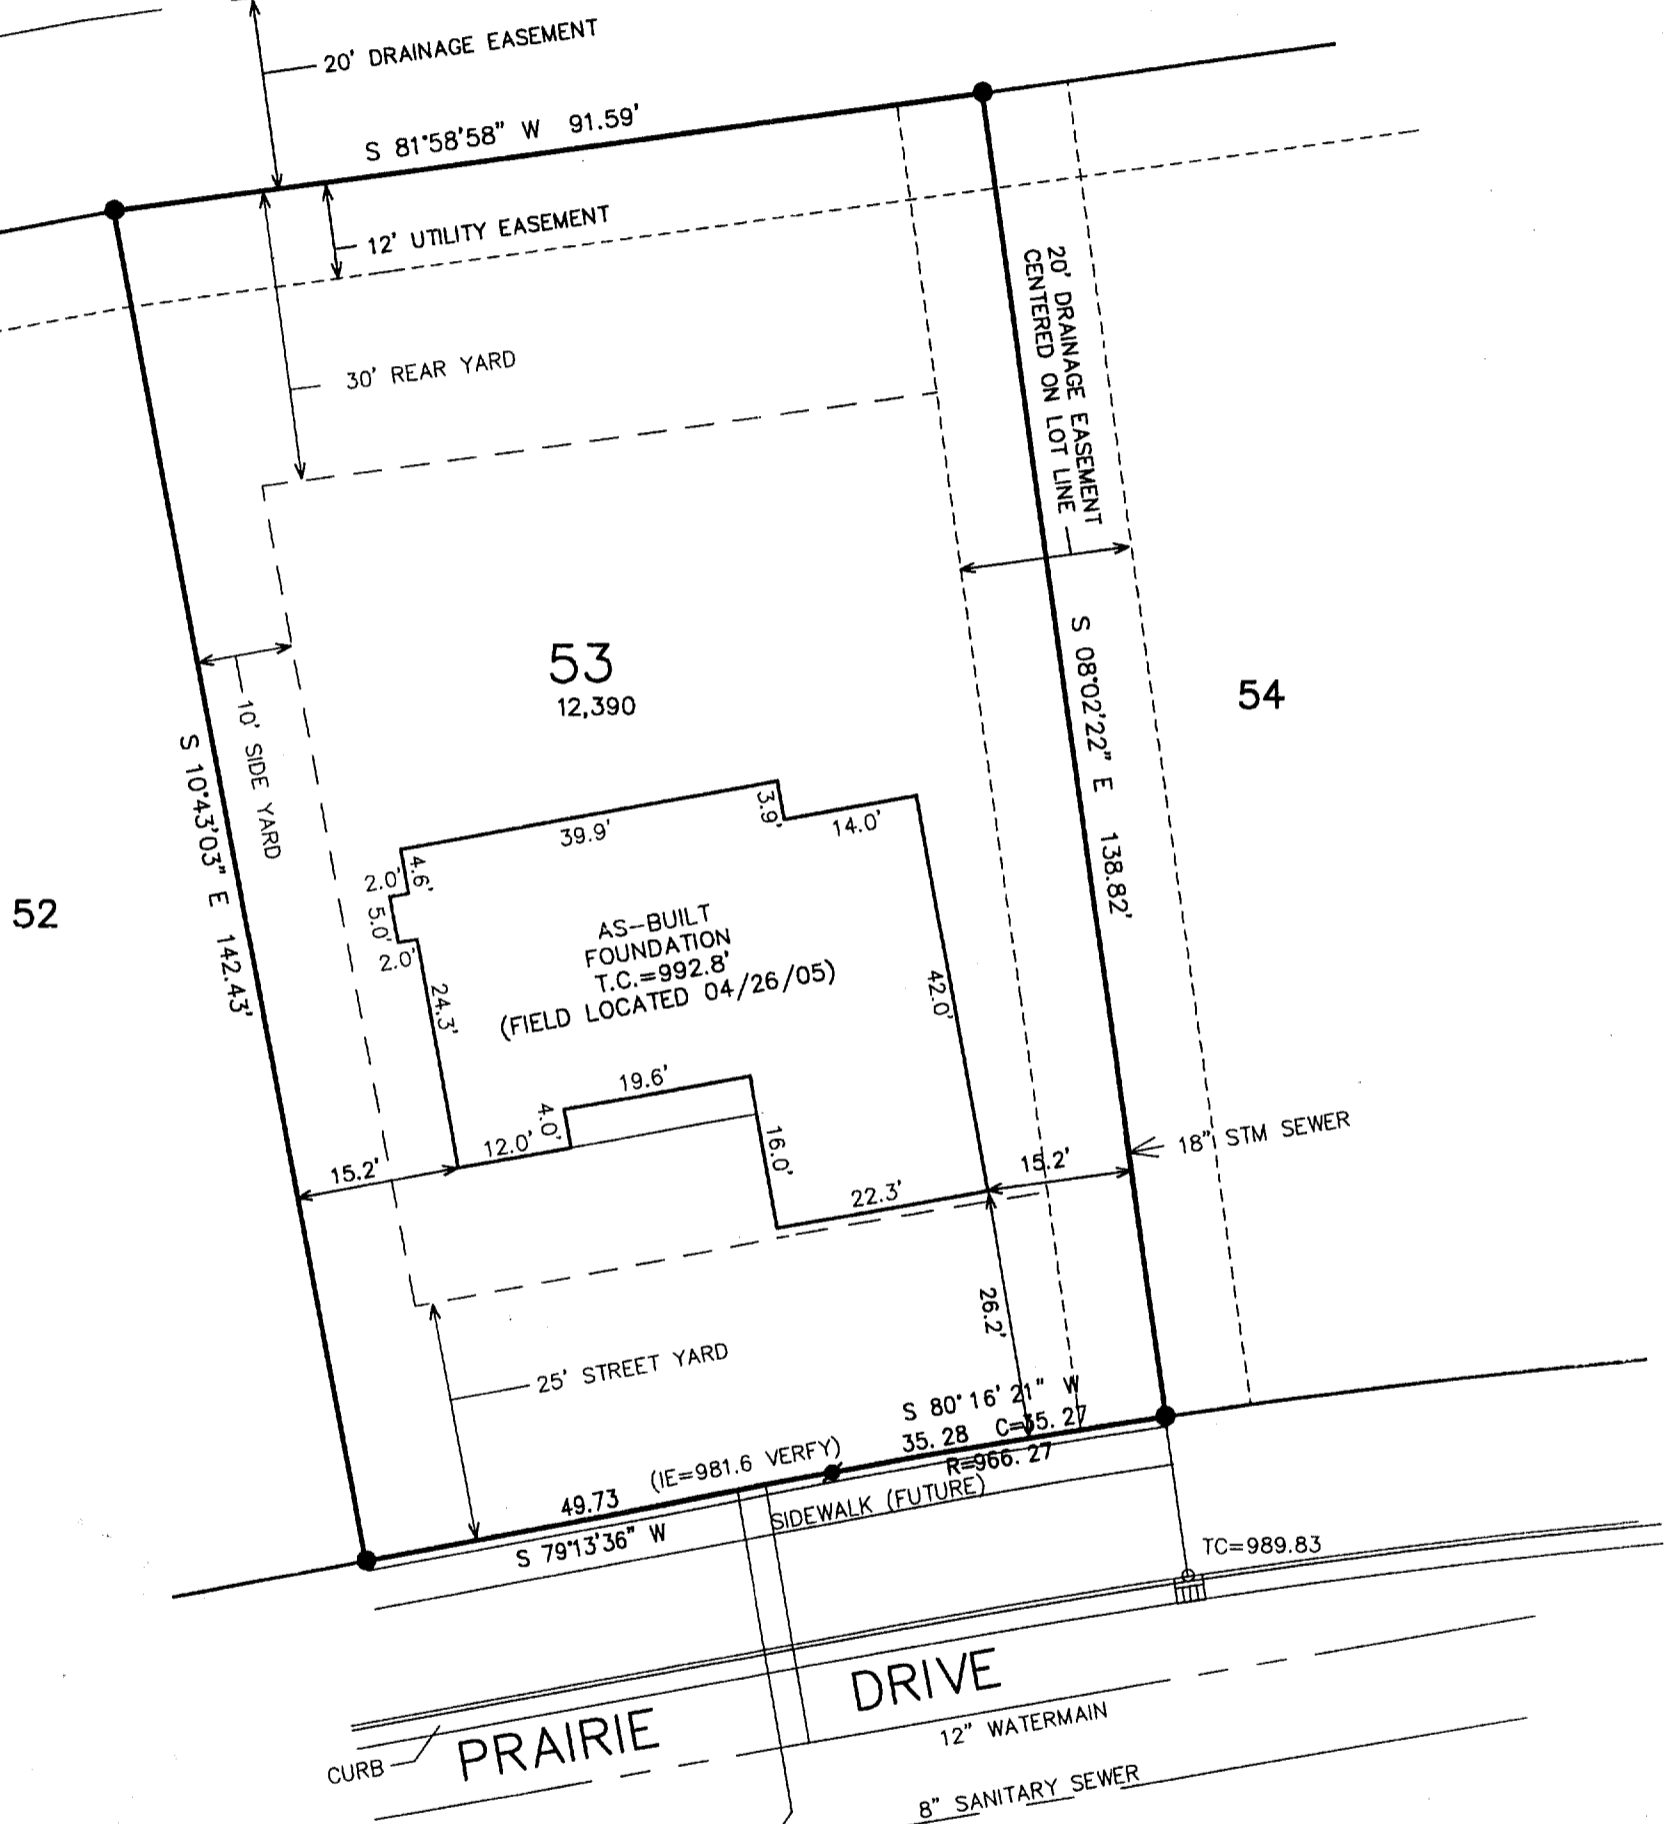 20' DRAINAGE EASEMENT
S 81°58'58" W 91.59'
12' UTILITY EASEMENT
30' REAR YARD
20' DRAINAGE EASEMENT
CENTERED ON LOT LINE
S 08°02'22" E 138.82'
53
12,390
54
10' SIDE YARD
S 10°43'03" E 142.43'
52
39.9'
3.9'
14.0'
4.6'
2.0'
5.0'
2.0'
24.3'
AS-BUILT
FOUNDATION
T.C.=992.8'
(FIELD LOCATED 04/26/05)
42.0'
19.6'
4.0'
12.0'
16.0'
15.2'
22.3'
15.2'
18" STM SEWER
26.2'
25' STREET YARD
S 80°16'21" W
35.28 C=35.27
R=966.27
(IE=981.6 VERFY)
49.73
S 79°13'36" W
SIDEWALK (FUTURE)
TC=989.83
PRAIRIE DRIVE
CURB
12" WATERMAIN
8" SANITARY SEWER